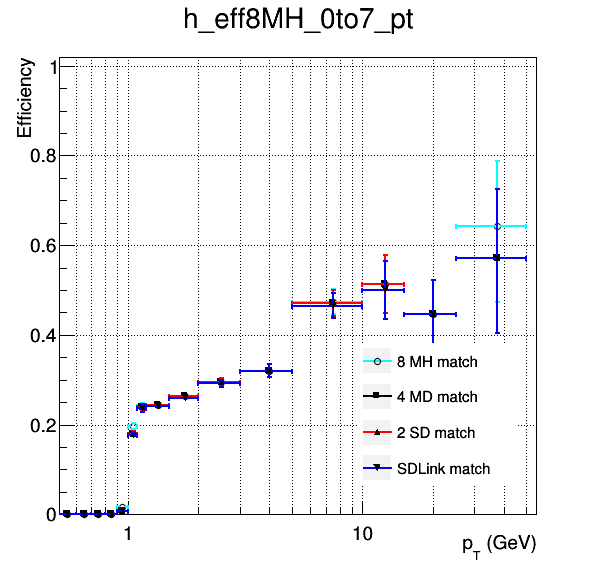 h_eff8MH_0to7_pt
Efficiency
1
0.8
0.6
0.4
0.2
0
8 MH match
4 MD match
2 SD match
SDLink match
1
10
p_T (GeV)